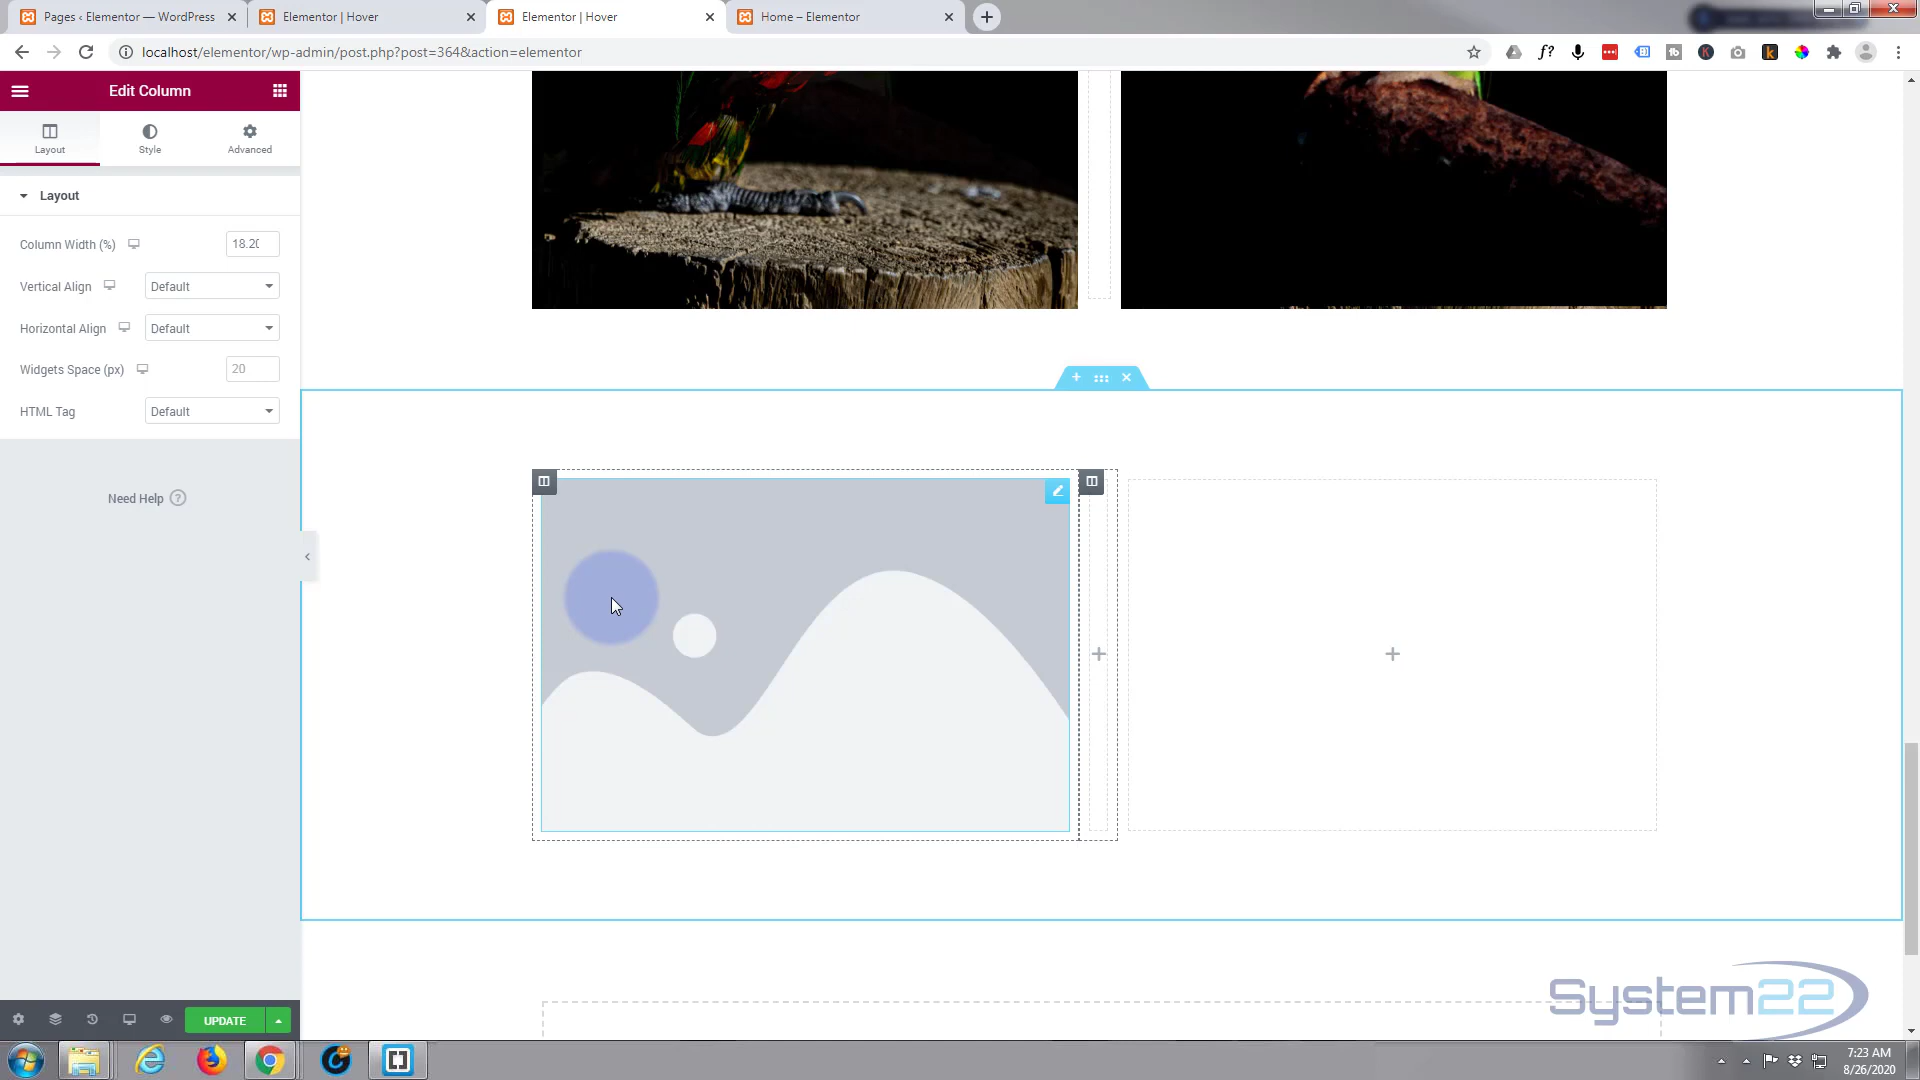 Pages ‹ Elementor — WordPress
Elementor | Hover
Elementor | Hover
Home – Elementor
localhost/elementor/wp-admin/post.php?post=364&action=elementor
Edit Column
Layout
Style
Advanced
Layout
Column Width (%)
18.20
Vertical Align
Default
Horizontal Align
Default
Widgets Space (px)
20
HTML Tag
Default
Need Help
UPDATE
System22
7:23 AM
8/26/2020